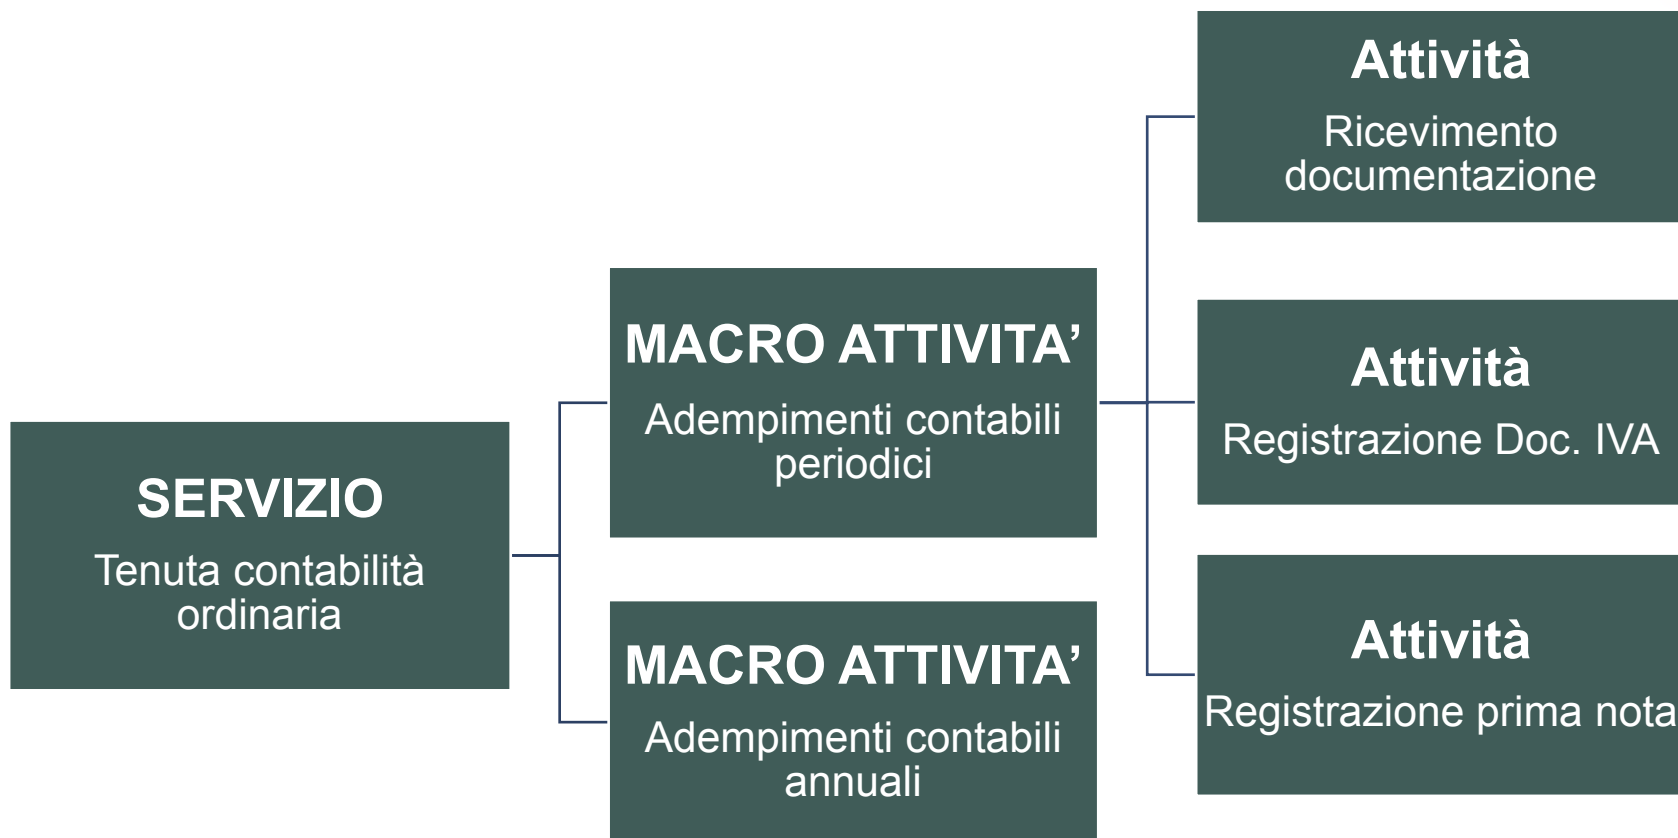 SERVIZIO
Tenuta contabilità
ordinaria
MACRO ATTIVITA’
Adempimenti contabili
periodici
MACRO ATTIVITA’
Adempimenti contabili
annuali
Attività
Ricevimento
documentazione
Attività
Registrazione Doc. IVA
Attività
Registrazione prima nota